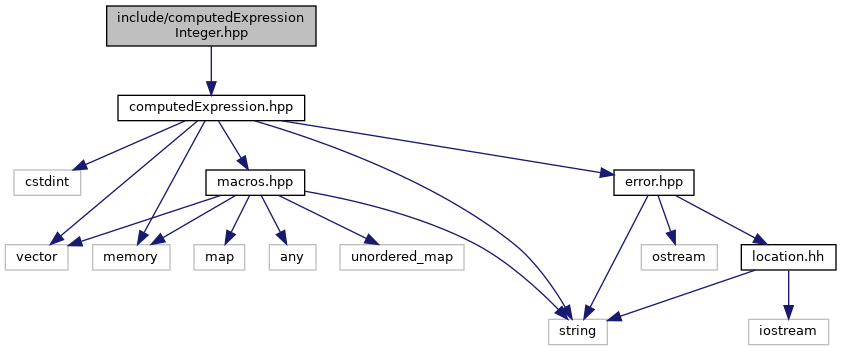 include/computedExpression
Integer.hpp
computedExpression.hpp
cstdint
macros.hpp
error.hpp
vector
memory
map
any
unordered_map
ostream
location.hh
string
iostream